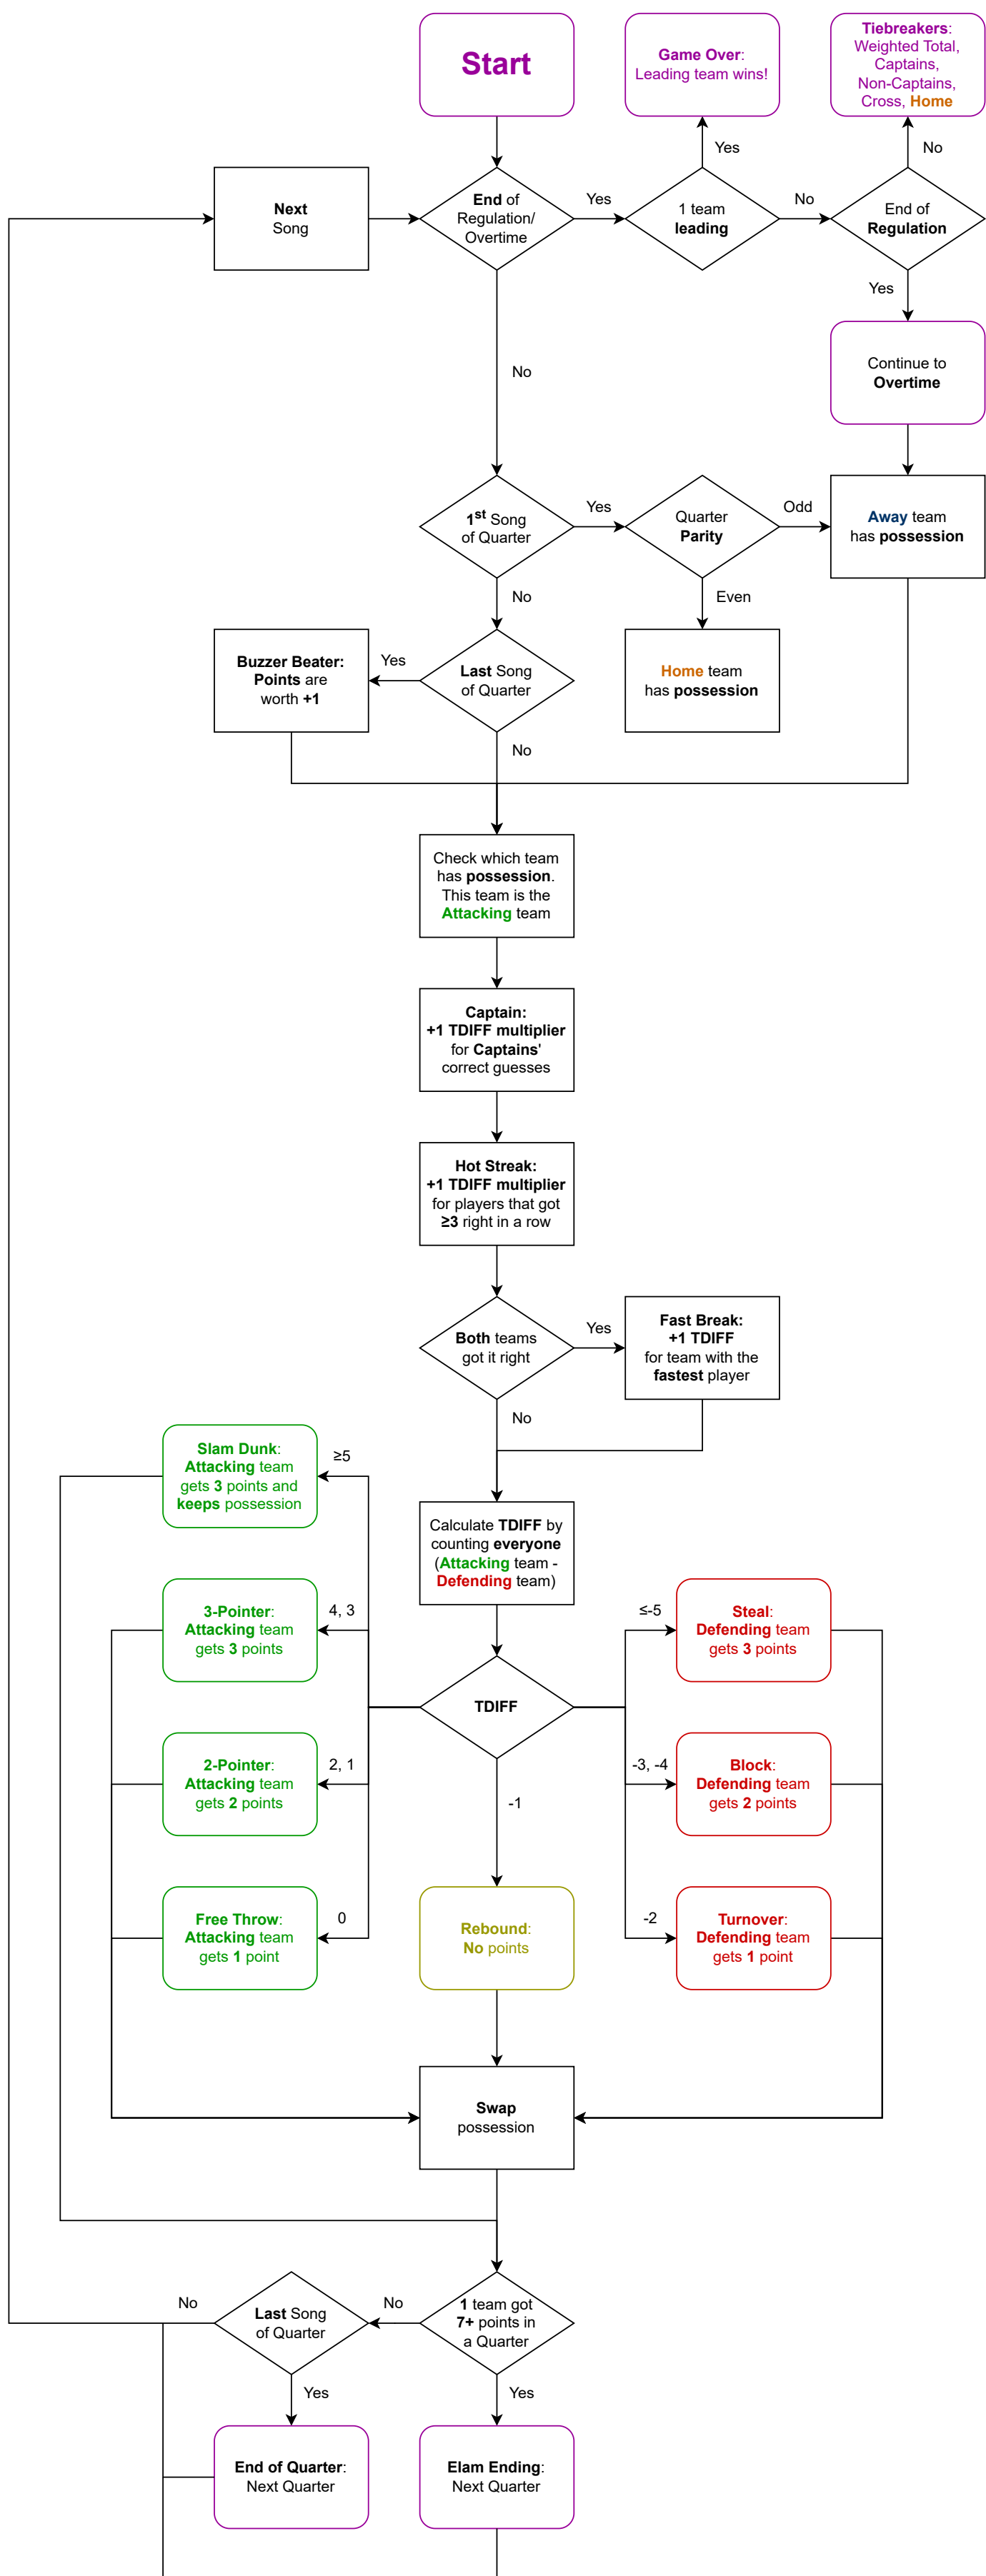 Start
Game Over:
Leading team wins!
Tiebreakers:
Weighted Total,
Captains,
Non-Captains,
Cross, Home
Yes
No
Next
Song
End of
Regulation/
Overtime
Yes
1 team
leading
No
End of
Regulation
Yes
Continue to
Overtime
No
1st Song
of Quarter
Yes
Quarter
Parity
Odd
Away team
has possession
No
Even
Buzzer Beater:
Points are
worth +1
Yes
Last Song
of Quarter
Home team
has possession
No
Check which team
has possession.
This team is the
Attacking team
Captain:
+1 TDIFF multiplier
for Captains'
correct guesses
Hot Streak:
+1 TDIFF multiplier
for players that got
≥3 right in a row
Both teams
got it right
Yes
Fast Break:
+1 TDIFF
for team with the
fastest player
No
Slam Dunk:
Attacking team
gets 3 points and
keeps possession
≥5
Calculate TDIFF by
counting everyone
(Attacking team -
Defending team)
3-Pointer:
Attacking team
gets 3 points
4, 3
≤-5
Steal:
Defending team
gets 3 points
TDIFF
2-Pointer:
Attacking team
gets 2 points
2, 1
-3, -4
Block:
Defending team
gets 2 points
-1
Free Throw:
Attacking team
gets 1 point
0
Rebound:
No points
-2
Turnover:
Defending team
gets 1 point
Swap
possession
No
Last Song
of Quarter
No
1 team got
7+ points in
a Quarter
Yes
Yes
End of Quarter:
Next Quarter
Elam Ending:
Next Quarter